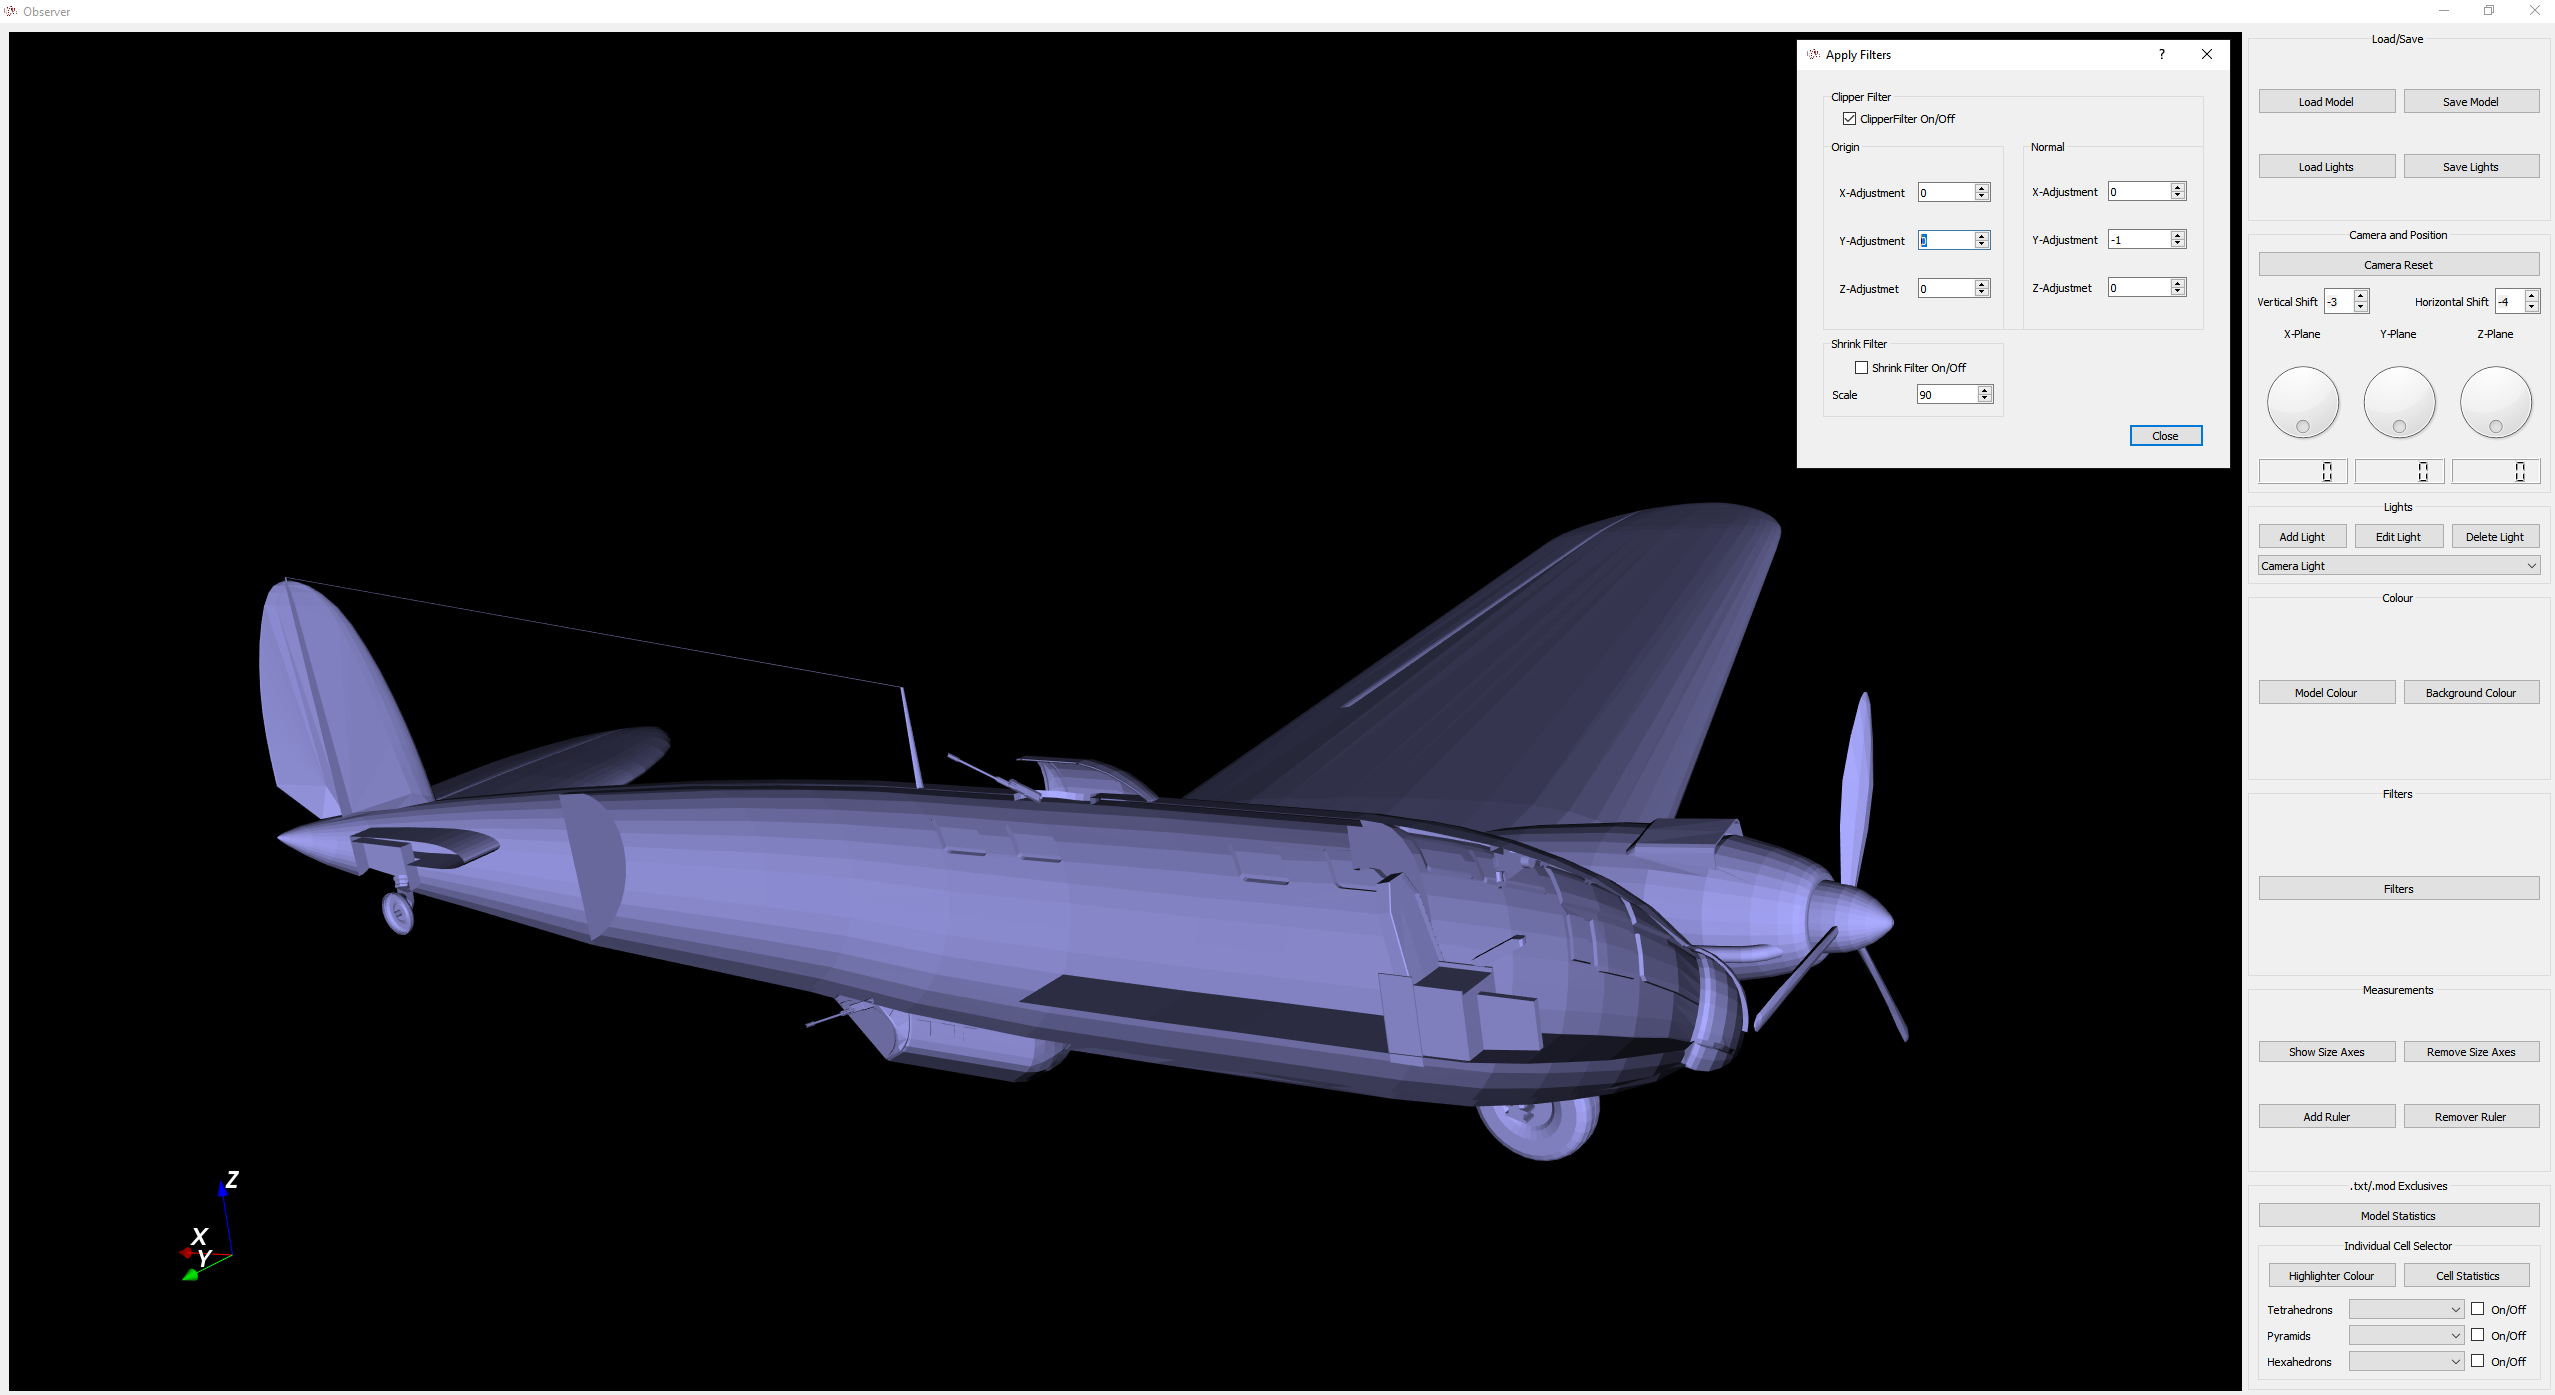 Observer
Apply Filters
?
Clipper Filter
ClipperFilter On/Off
Origin
Normal
X-Adjustment 0
X-Adjustment 0
Y-Adjustment 0
Y-Adjustment -1
Z-Adjustmet 0
Z-Adjustmet 0
Shrink Filter
Shrink Filter On/Off
Scale 90
Close
Load/Save
Load Model Save Model
Load Lights Save Lights
Camera and Position
Camera Reset
Vertical Shift -3 Horizontal Shift -4
X-Plane Y-Plane Z-Plane
0 0 0
Lights
Add Light Edit Light Delete Light
Camera Light
Colour
Model Colour Background Colour
Filters
Filters
Measurements
Show Size Axes Remove Size Axes
Add Ruler Remover Ruler
.txt/.mod Exclusives
Model Statistics
Individual Cell Selector
Highlighter Colour Cell Statistics
Tetrahedrons On/Off
Pyramids On/Off
Hexahedrons On/Off
Z
X
Y